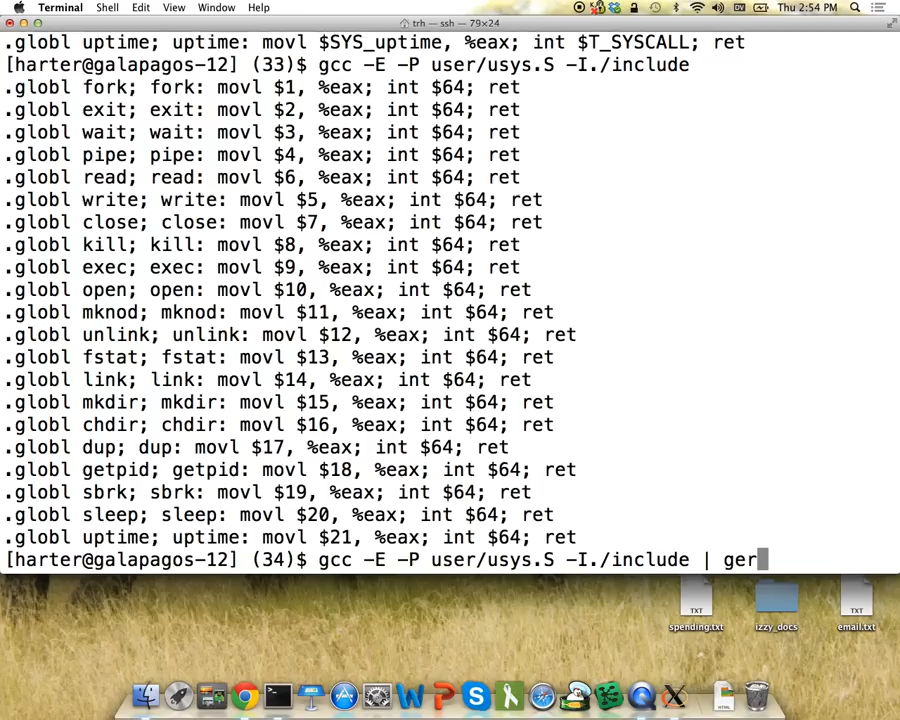 Terminal Shell Edit View Window Help Thu 2:54 PM
trh — ssh — 79×24
.globl uptime; uptime: movl $SYS_uptime, %eax; int $T_SYSCALL; ret
[harter@galapagos-12] (33)$ gcc -E -P user/usys.S -I./include
.globl fork; fork: movl $1, %eax; int $64; ret
.globl exit; exit: movl $2, %eax; int $64; ret
.globl wait; wait: movl $3, %eax; int $64; ret
.globl pipe; pipe: movl $4, %eax; int $64; ret
.globl read; read: movl $6, %eax; int $64; ret
.globl write; write: movl $5, %eax; int $64; ret
.globl close; close: movl $7, %eax; int $64; ret
.globl kill; kill: movl $8, %eax; int $64; ret
.globl exec; exec: movl $9, %eax; int $64; ret
.globl open; open: movl $10, %eax; int $64; ret
.globl mknod; mknod: movl $11, %eax; int $64; ret
.globl unlink; unlink: movl $12, %eax; int $64; ret
.globl fstat; fstat: movl $13, %eax; int $64; ret
.globl link; link: movl $14, %eax; int $64; ret
.globl mkdir; mkdir: movl $15, %eax; int $64; ret
.globl chdir; chdir: movl $16, %eax; int $64; ret
.globl dup; dup: movl $17, %eax; int $64; ret
.globl getpid; getpid: movl $18, %eax; int $64; ret
.globl sbrk; sbrk: movl $19, %eax; int $64; ret
.globl sleep; sleep: movl $20, %eax; int $64; ret
.globl uptime; uptime: movl $21, %eax; int $64; ret
[harter@galapagos-12] (34)$ gcc -E -P user/usys.S -I./include | ger
TXT TXT
spending.txt izzy_docs email.txt
HTML